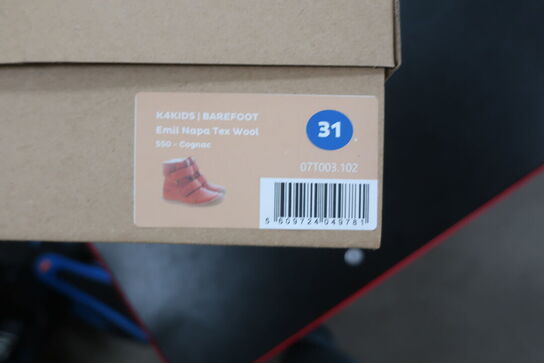 K4KIDS | BAREFOOT
Emil Napa Tex Wool
550 - Cognac
31
07T003.102
5 609724 049781